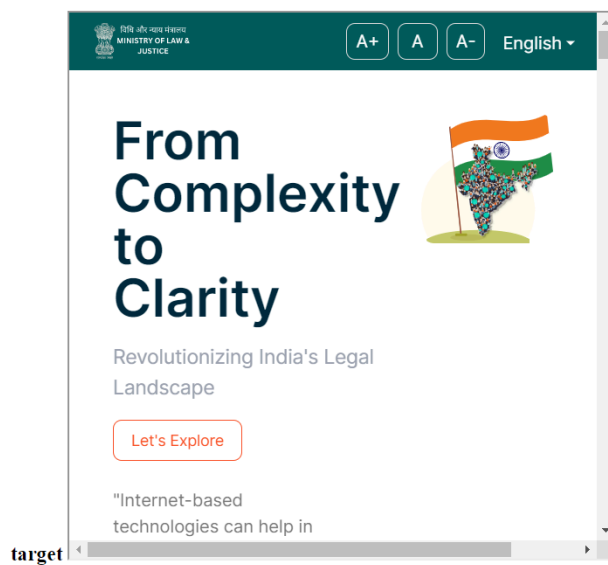 विधि और न्याय मंत्रालय
MINISTRY OF LAW &
JUSTICE
A+ A A- English
From
Complexity
to
Clarity
Revolutionizing India's Legal
Landscape
Let's Explore
"Internet-based
technologies can help in
target